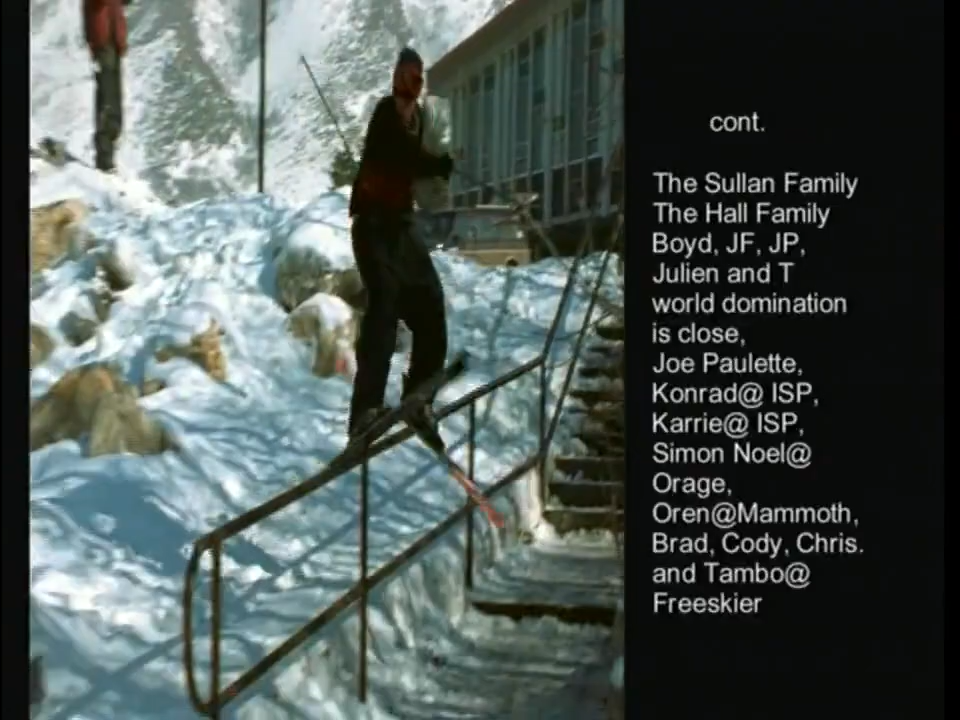 cont.
The Sullan Family
The Hall Family
Boyd, JF, JP,
Julien and T
world domination
is close,
Joe Paulette,
Konrad@ ISP,
Karrie@ ISP,
Simon Noel@
Orage,
Oren@Mammoth,
Brad, Cody, Chris.
and Tambo@
Freeskier